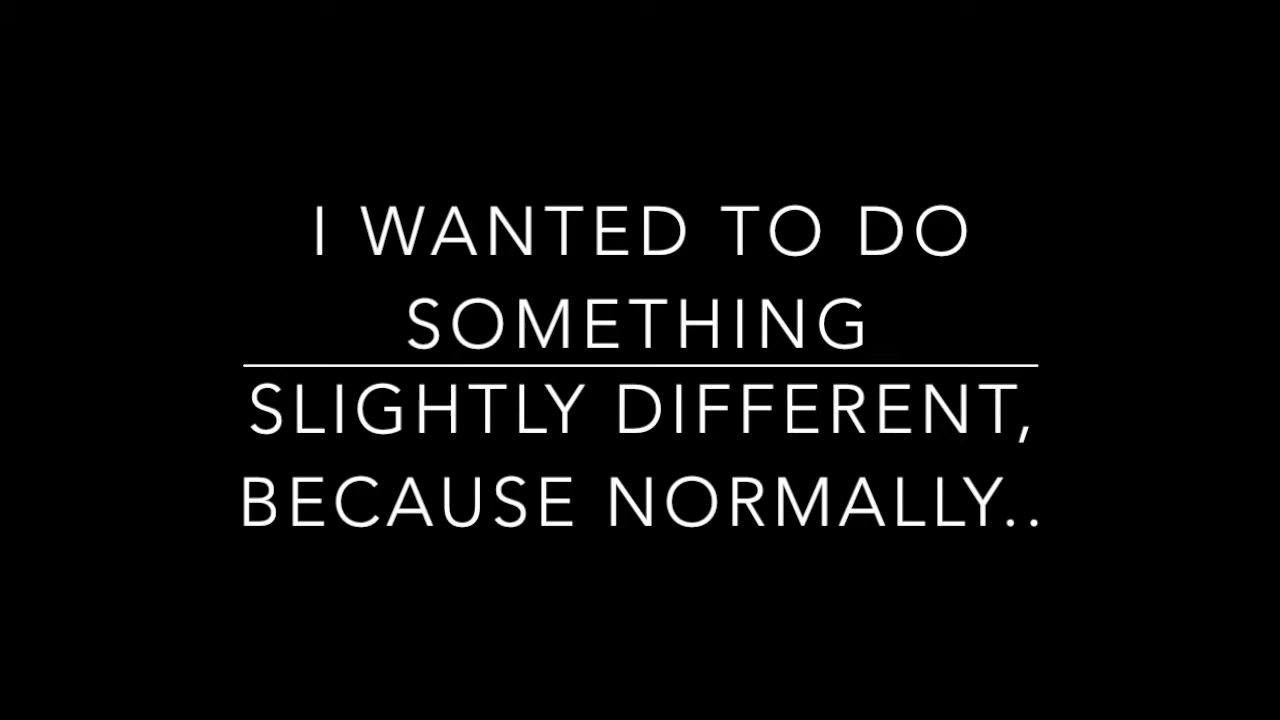 I WANTED TO DO
SOMETHING
SLIGHTLY DIFFERENT,
BECAUSE NORMALLY..